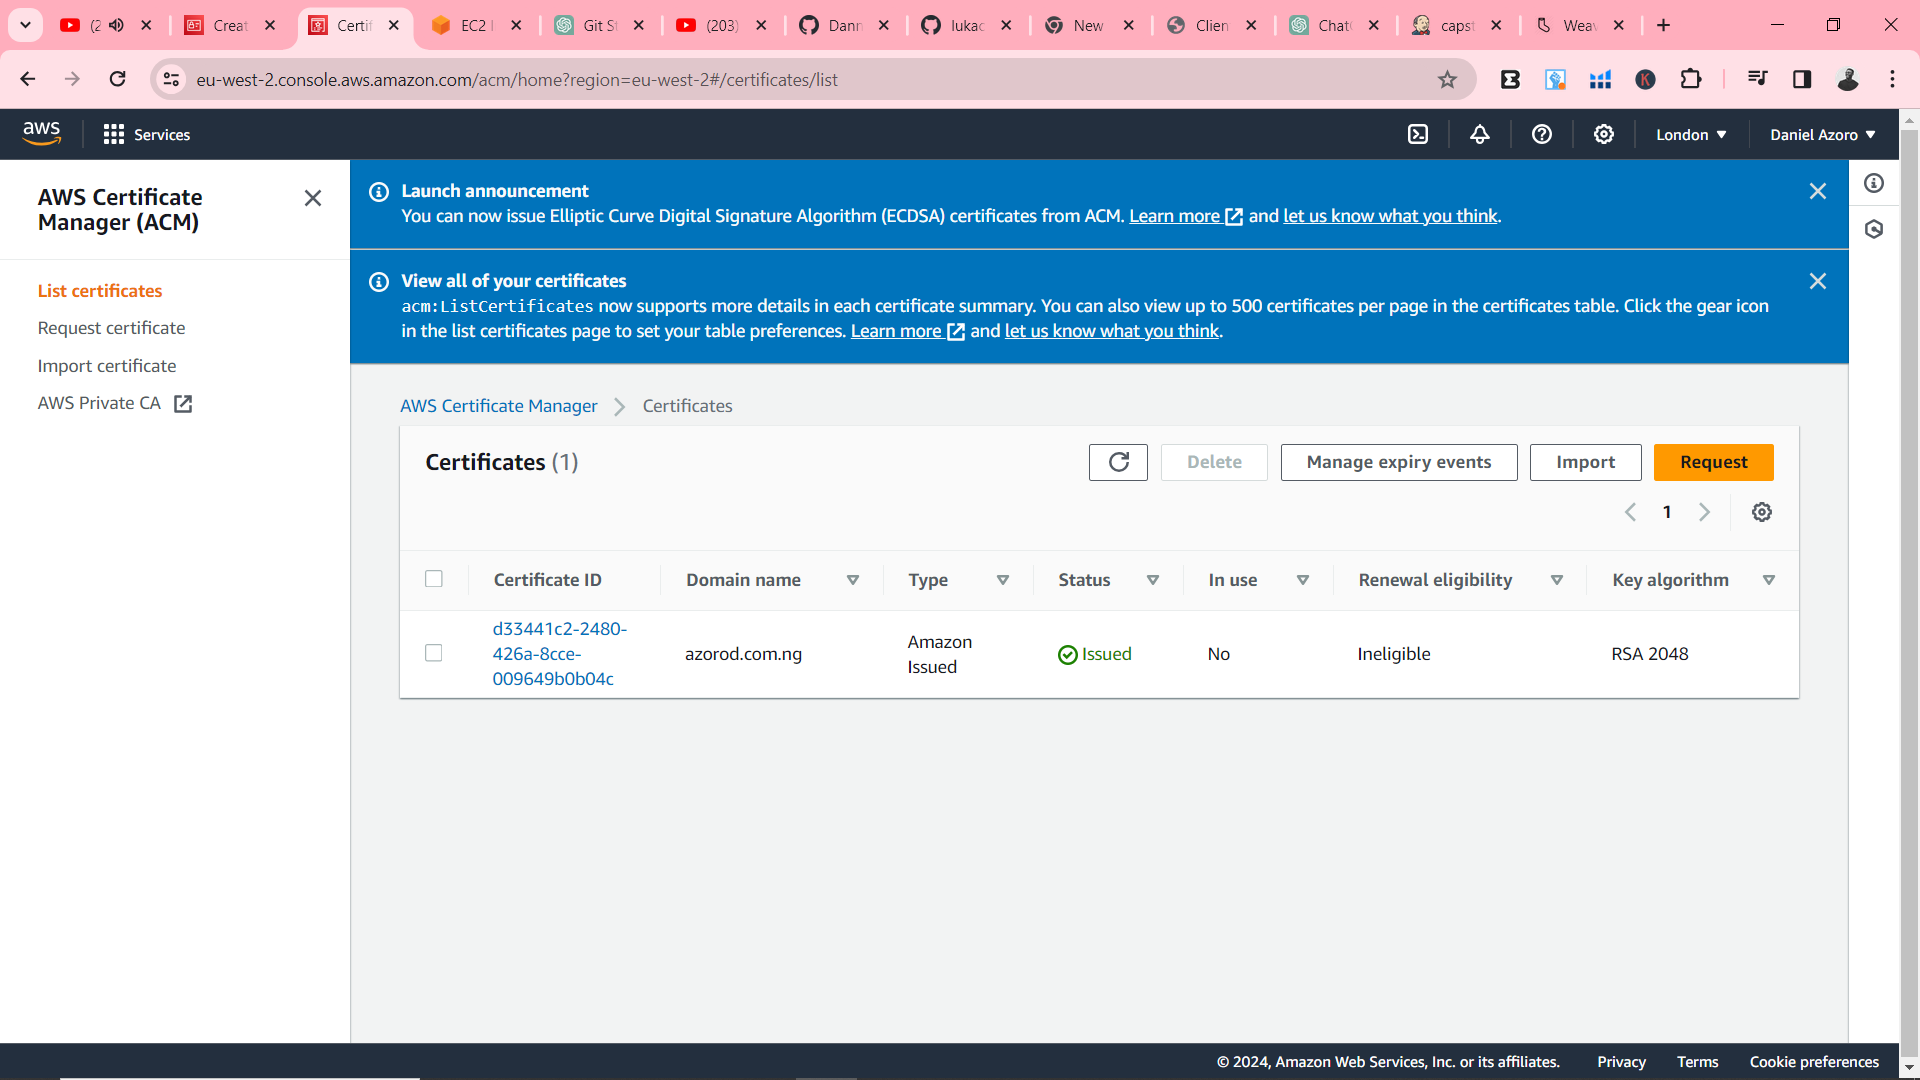 (2
Creat
Certif
EC2 I
Git St
(203)
Dann
lukac
New
Clien
Chat
capst
Weav
eu-west-2.console.aws.amazon.com/acm/home?region=eu-west-2#/certificates/list
aws
Services
London
Daniel Azoro
AWS Certificate
Manager (ACM)
List certificates
Request certificate
Import certificate
AWS Private CA
Launch announcement
You can now issue Elliptic Curve Digital Signature Algorithm (ECDSA) certificates from ACM. Learn more and let us know what you think.
View all of your certificates
acm:ListCertificates now supports more details in each certificate summary. You can also view up to 500 certificates per page in the certificates table. Click the gear icon
in the list certificates page to set your table preferences. Learn more and let us know what you think.
AWS Certificate Manager
Certificates
Certificates (1)
Delete
Manage expiry events
Import
Request
1
Certificate ID
Domain name
Type
Status
In use
Renewal eligibility
Key algorithm
d33441c2-2480-
426a-8cce-
009649b0b04c
azorod.com.ng
Amazon
Issued
Issued
No
Ineligible
RSA 2048
© 2024, Amazon Web Services, Inc. or its affiliates.
Privacy
Terms
Cookie preferences